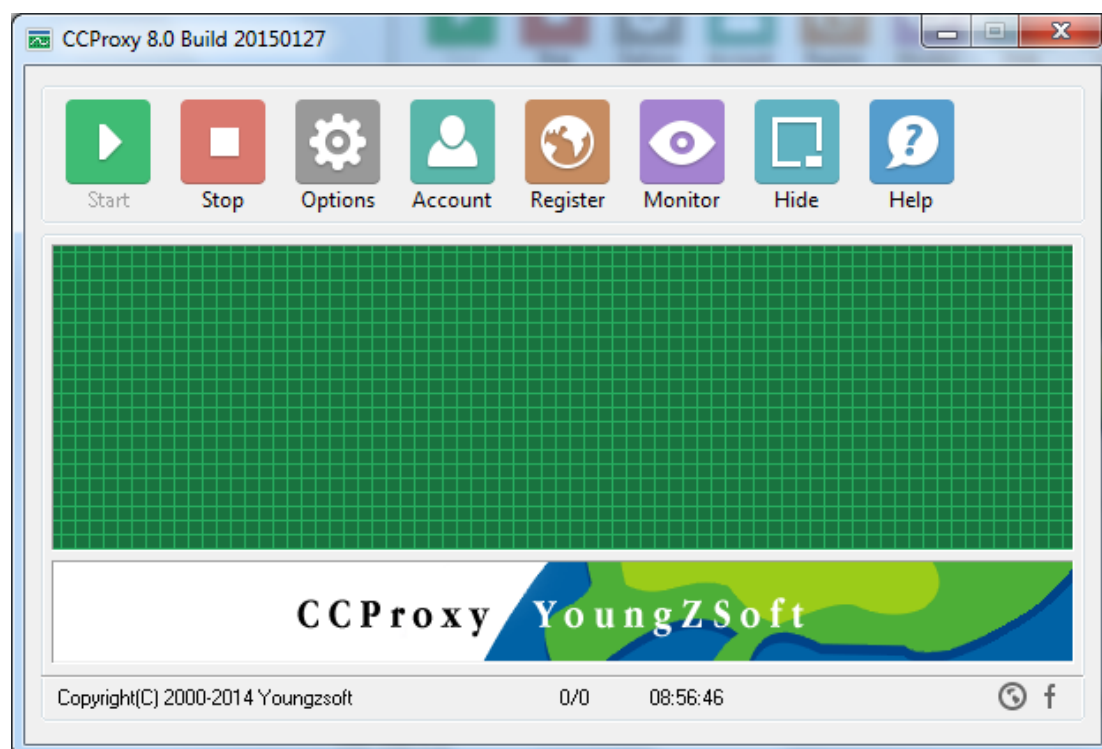 CCProxy 8.0 Build 20150127
Start Stop Options Account Register Monitor Hide Help
CCProxy YoungZSoft
Copyright(C) 2000-2014 Youngzsoft 0/0 08:56:46